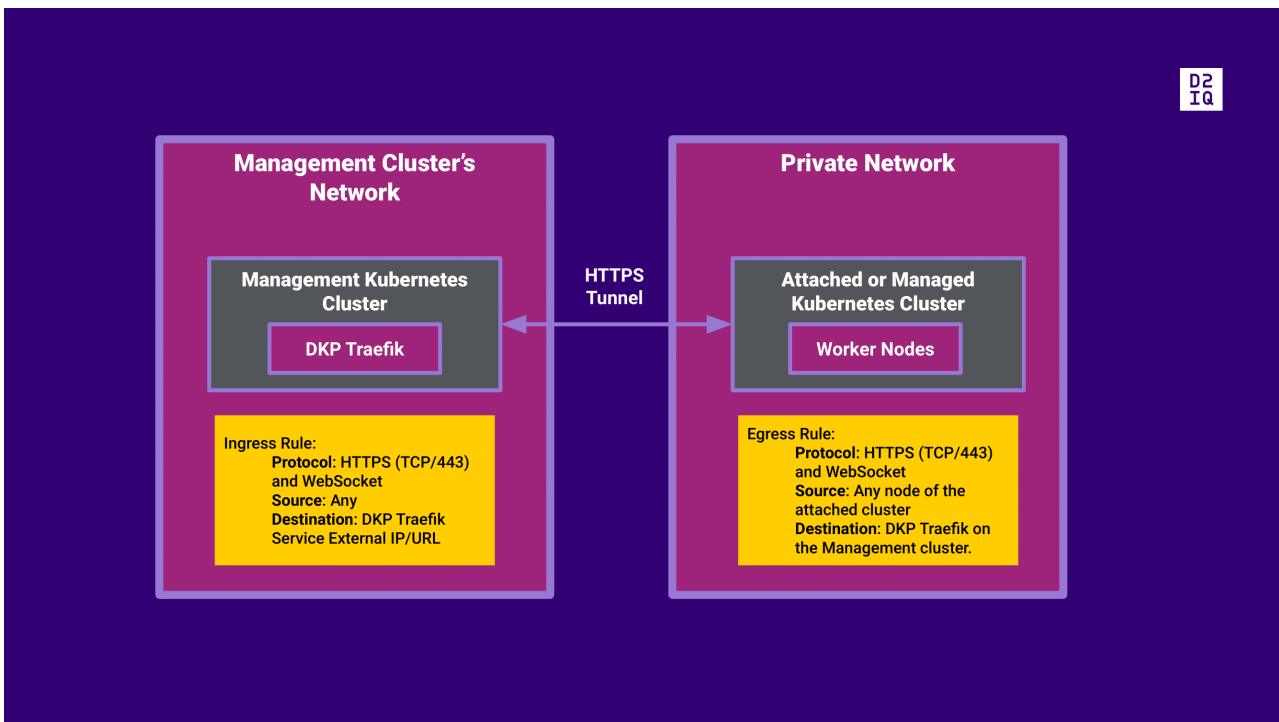 D2
IQ
Management Cluster's
Network
Private Network
Management Kubernetes
Cluster
DKP Traefik
HTTPS
Tunnel
Attached or Managed
Kubernetes Cluster
Worker Nodes
Ingress Rule:
Protocol: HTTPS (TCP/443)
and WebSocket
Source: Any
Destination: DKP Traefik
Service External IP/URL
Egress Rule:
Protocol: HTTPS (TCP/443)
and WebSocket
Source: Any node of the
attached cluster
Destination: DKP Traefik on
the Management cluster.